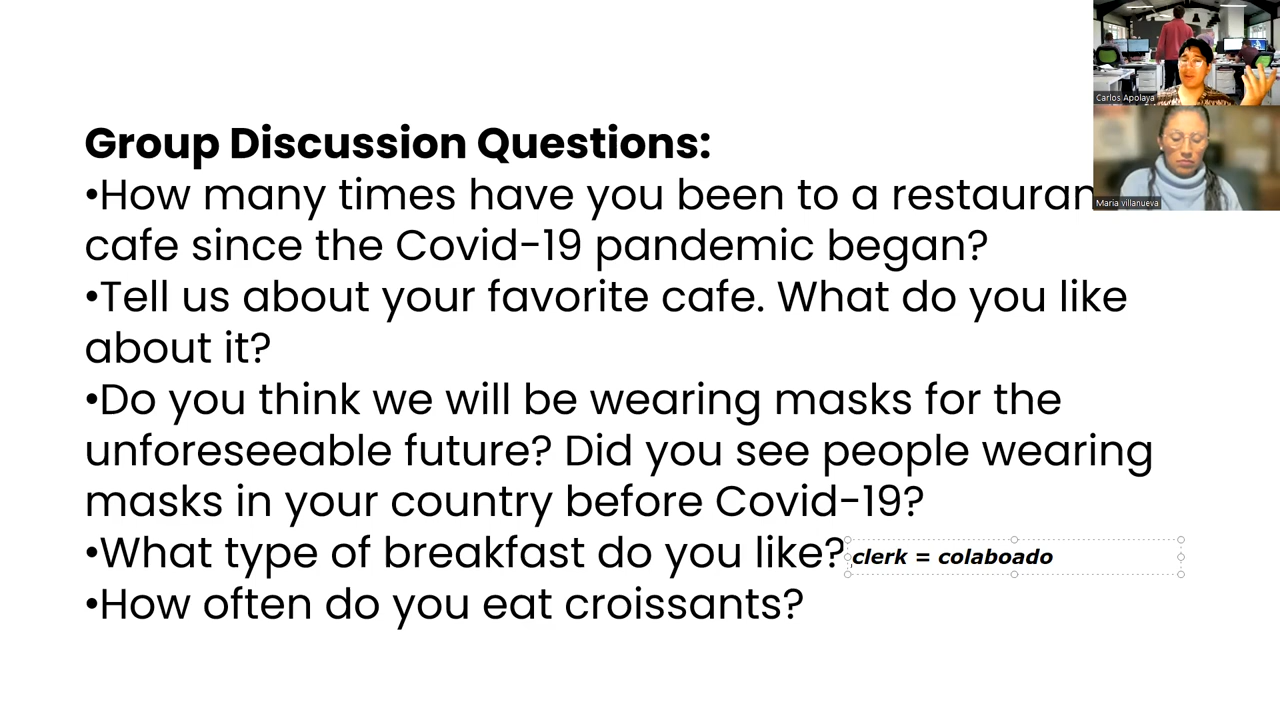 Group Discussion Questions:
•How many times have you been to a restauran
cafe since the Covid-19 pandemic began?
•Tell us about your favorite cafe. What do you like
about it?
•Do you think we will be wearing masks for the
unforeseeable future? Did you see people wearing
masks in your country before Covid-19?
•What type of breakfast do you like?
clerk = colaboado
•How often do you eat croissants?
Carlos Apolaya
Maria villanueva